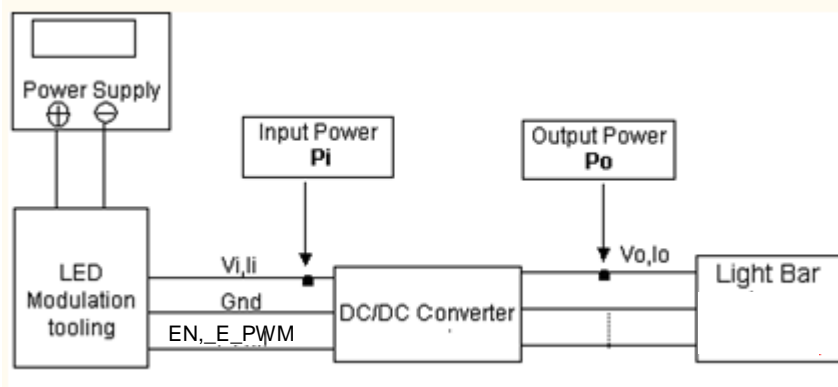 Power Supply
Input Power
Pi
Output Power
Po
Vi,Ii
Vo,Io
LED
Modulation
tooling
Gnd
DC/DC Converter
Light Bar
EN,_E_PWM